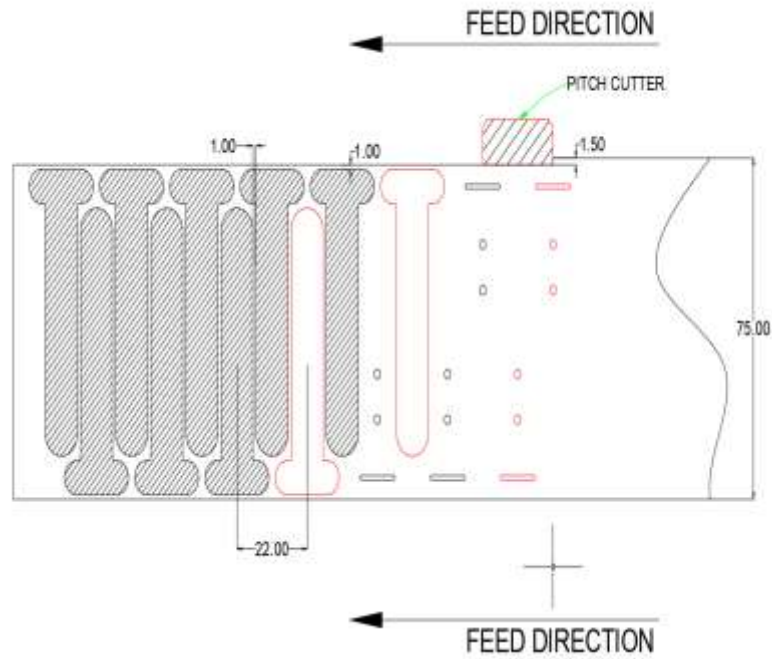 FEED DIRECTION
PITCH CUTTER
1.00
1.00
1.50
75.00
22.00
FEED DIRECTION